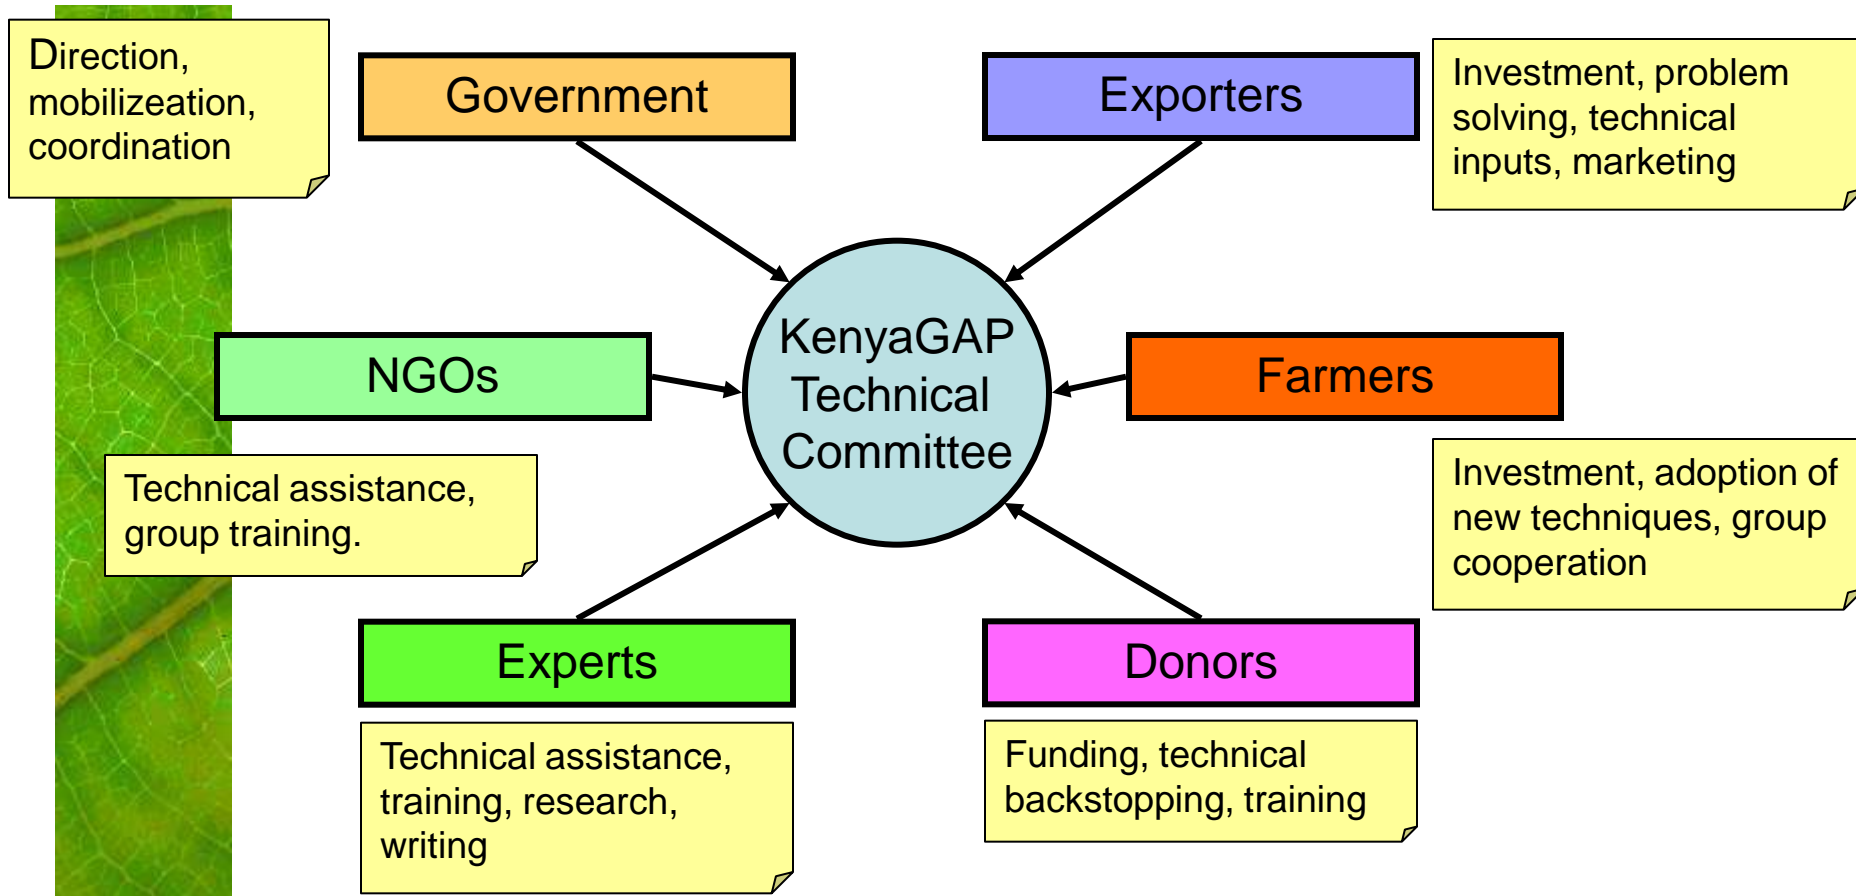 Direction,
mobilizeation,
coordination
Government
Exporters
Investment, problem
solving, technical
inputs, marketing
KenyaGAP
Technical
Committee
NGOs
Farmers
Technical assistance,
group training.
Investment, adoption of
new techniques, group
cooperation
Experts
Donors
Technical assistance,
training, research,
writing
Funding, technical
backstopping, training